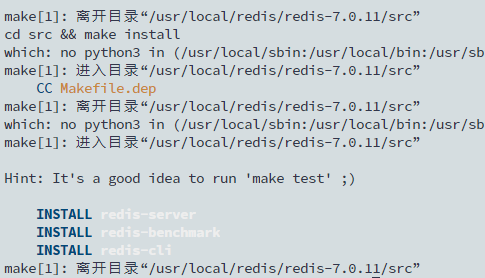 make[1]: 离开目录“/usr/local/redis/redis-7.0.11/src”
cd src && make install
which: no python3 in (/usr/local/sbin:/usr/local/bin:/usr/sb
make[1]: 进入目录“/usr/local/redis/redis-7.0.11/src”
CC Makefile.dep
make[1]: 离开目录“/usr/local/redis/redis-7.0.11/src”
which: no python3 in (/usr/local/sbin:/usr/local/bin:/usr/sb
make[1]: 进入目录“/usr/local/redis/redis-7.0.11/src”
Hint: It's a good idea to run 'make test' ;)
INSTALL redis-server
INSTALL redis-benchmark
INSTALL redis-cli
make[1]: 离开目录“/usr/local/redis/redis-7.0.11/src”